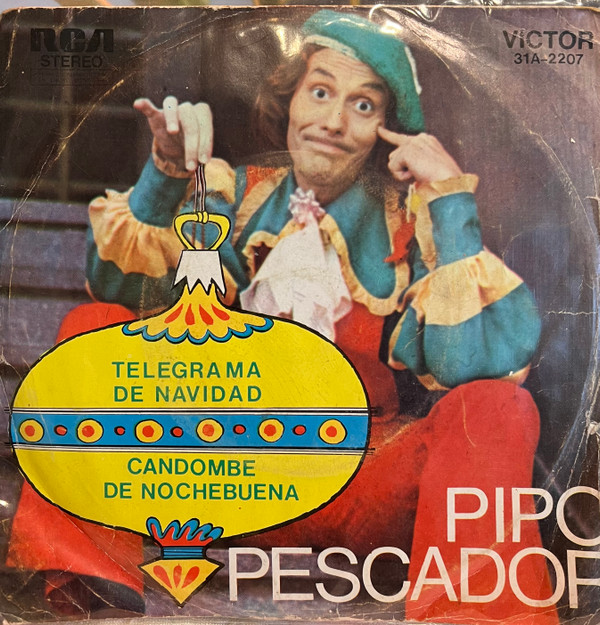 RCA
STEREO
VICTOR
31A-2207
TELEGRAMA
DE NAVIDAD
CANDOMBE
DE NOCHEBUENA
PIPO
PESCADOR